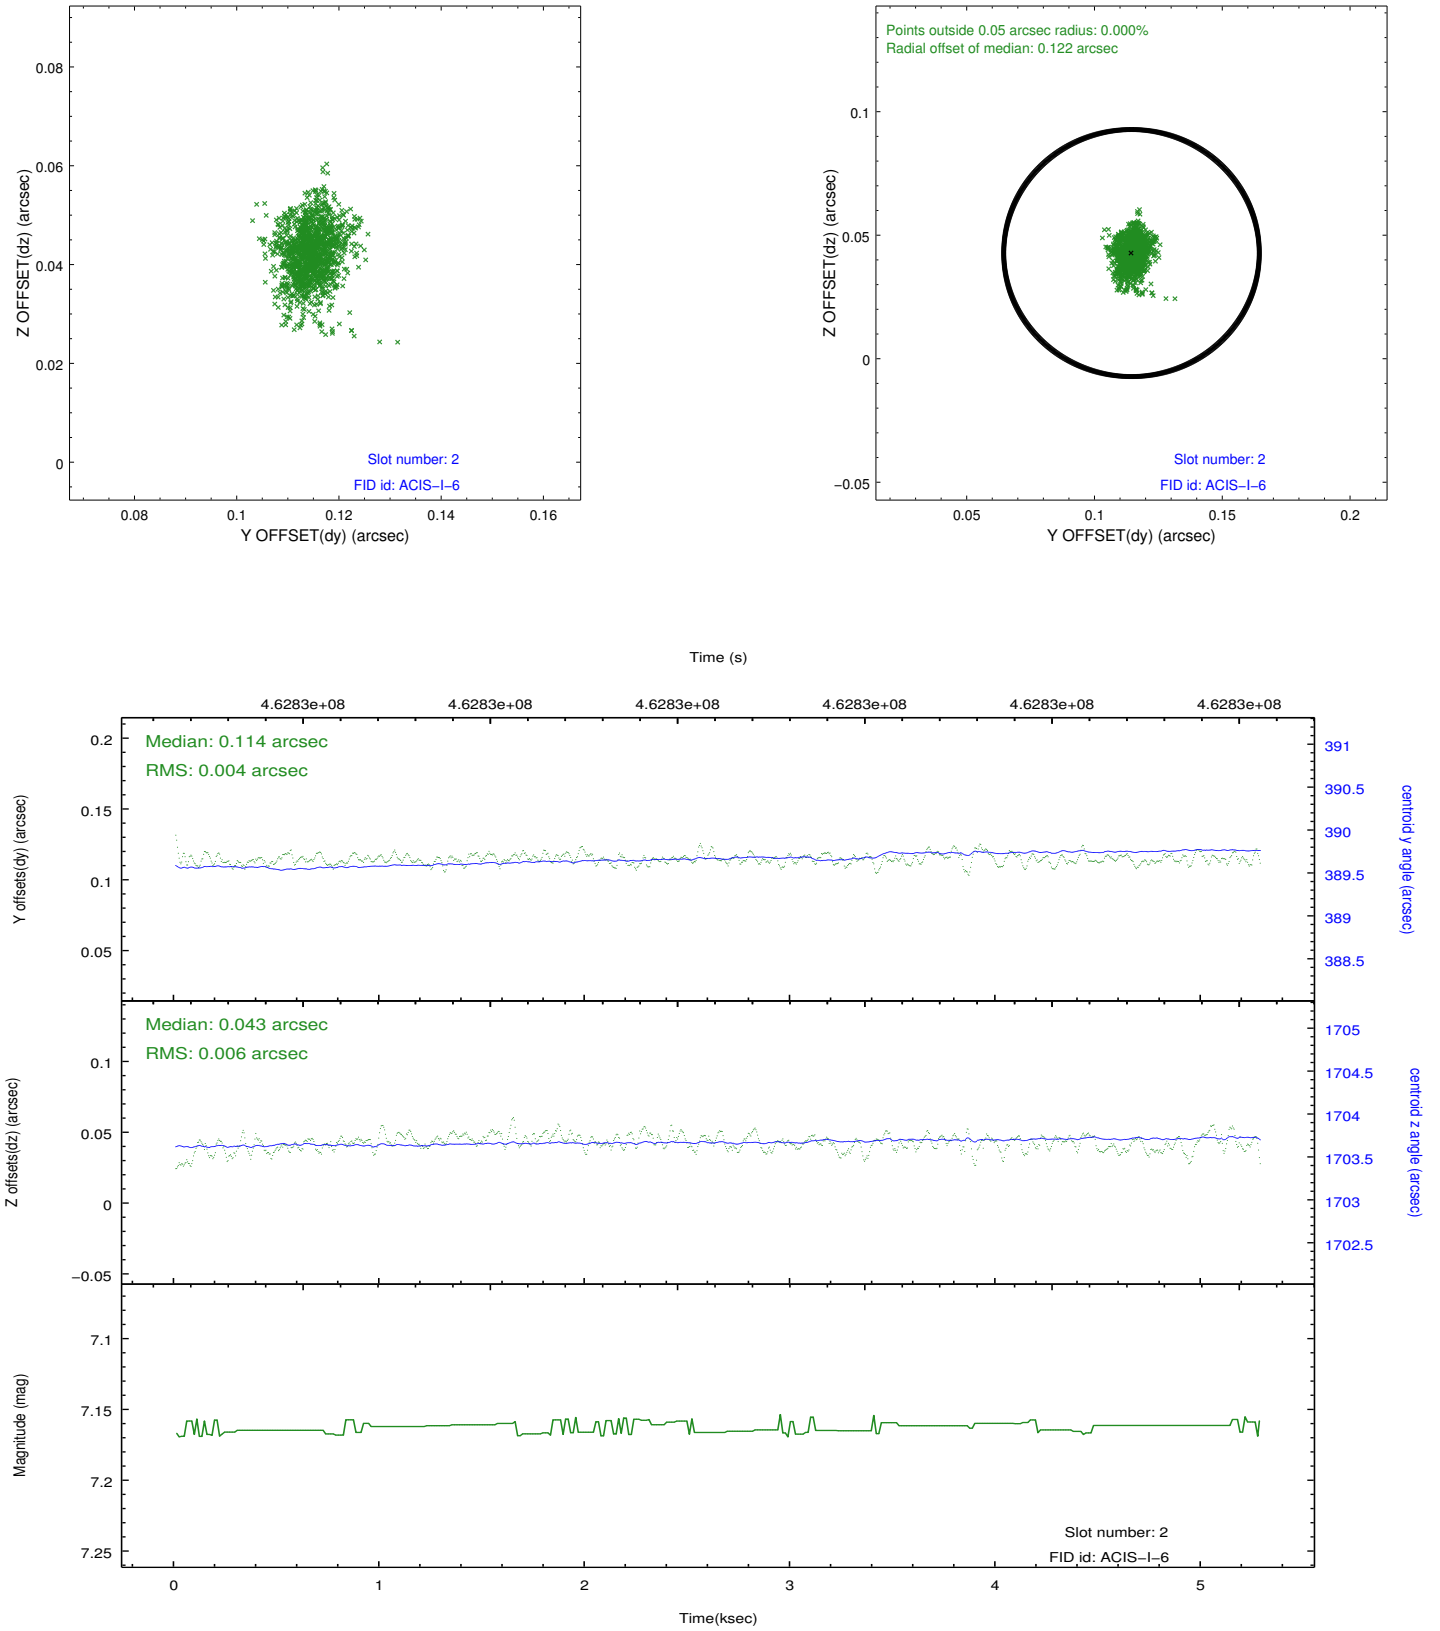 0.08
0.06
0.04
0.02
0
Z OFFSET(dz) (arcsec)
Slot number: 2
FID id: ACIS−I−6
0.08 0.1 0.12 0.14 0.16
Y OFFSET(dy) (arcsec)
Points outside 0.05 arcsec radius: 0.000%
Radial offset of median: 0.122 arcsec
0.1
0.05
0
−0.05
Z OFFSET(dz) (arcsec)
Slot number: 2
FID id: ACIS−I−6
0.05 0.1 0.15 0.2
Y OFFSET(dy) (arcsec)
Time (s)
4.6283e+08 4.6283e+08 4.6283e+08 4.6283e+08 4.6283e+08 4.6283e+08
Median: 0.114 arcsec
RMS: 0.004 arcsec
0.2
0.15
0.1
0.05
Y offsets(dy) (arcsec)
391
390.5
390
389.5
389
388.5
centroid y angle (arcsec)
Median: 0.043 arcsec
RMS: 0.006 arcsec
0.1
0.05
0
−0.05
Z offsets(dz) (arcsec)
1705
1704.5
1704
1703.5
1703
1702.5
centroid z angle (arcsec)
7.1
7.15
7.2
7.25
Magnitude (mag)
Slot number: 2
FID id: ACIS−I−6
0 1 2 3 4 5
Time(ksec)